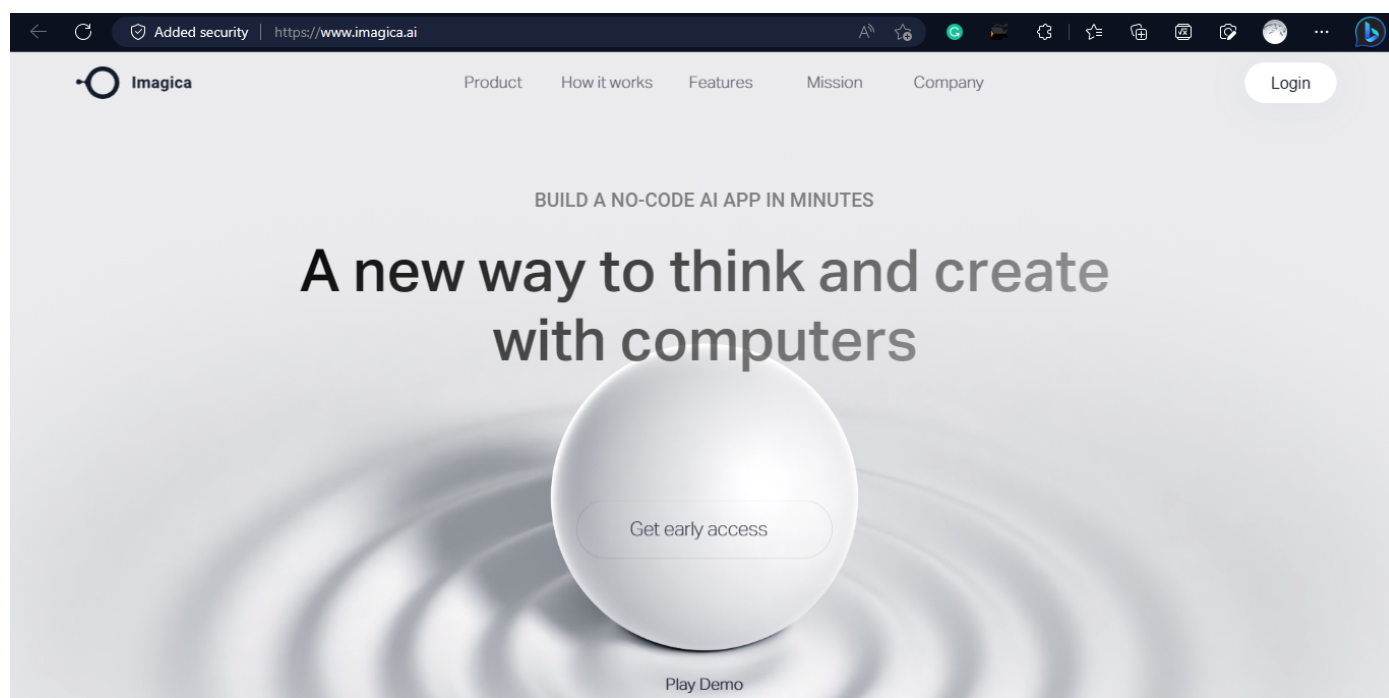 Added security | https://www.imagica.ai
Imagica
Product How it works Features Mission Company
Login
BUILD A NO-CODE AI APP IN MINUTES
A new way to think and create
with computers
Get early access
Play Demo